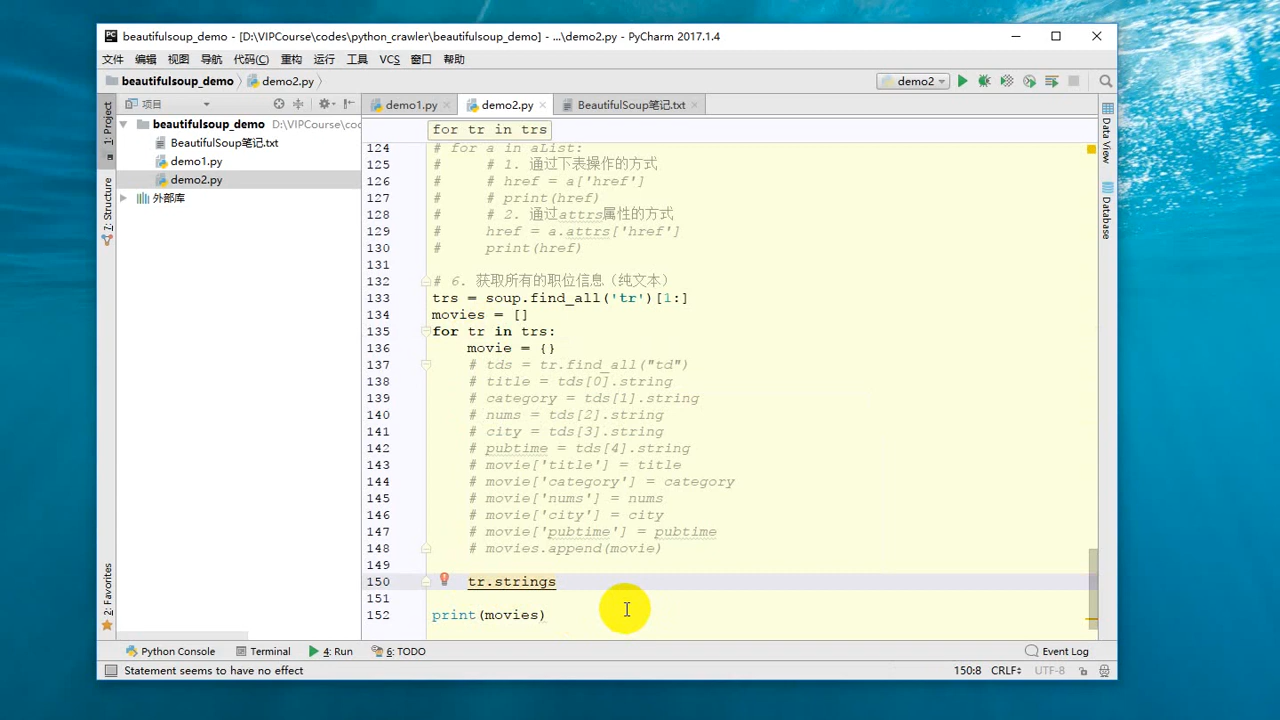 beautifulsoup_demo - [D:\VIPCourse\codes\python_crawler\beautifulsoup_demo] - ...\demo2.py - PyCharm 2017.1.4
文件 编辑 视图 导航 代码(C) 重构 运行 工具 VCS 窗口 帮助
beautifulsoup_demo demo2.py demo2
项目 demo1.py demo2.py BeautifulSoup笔记.txt
1: Project
7: Structure
2: Favorites
Data View
Database
beautifulsoup_demo D:\VIPCourse\coc
BeautifulSoup笔记.txt
demo1.py
demo2.py
外部库
for tr in trs
124 # for a in aList:
125 # # 1. 通过下表操作的方式
126 # # href = a['href']
127 # # print(href)
128 # # 2. 通过attrs属性的方式
129 # href = a.attrs['href']
130 # print(href)
131
132 # 6. 获取所有的职位信息（纯文本）
133 trs = soup.find_all('tr')[1:]
134 movies = []
135 for tr in trs:
136 movie = {}
137 # tds = tr.find_all("td")
138 # title = tds[0].string
139 # category = tds[1].string
140 # nums = tds[2].string
141 # city = tds[3].string
142 # pubtime = tds[4].string
143 # movie['title'] = title
144 # movie['category'] = category
145 # movie['nums'] = nums
146 # movie['city'] = city
147 # movie['pubtime'] = pubtime
148 # movies.append(movie)
149
150 tr.strings
151
152 print(movies)
Python Console Terminal 4: Run 6: TODO Event Log
Statement seems to have no effect 150:8 CRLF UTF-8